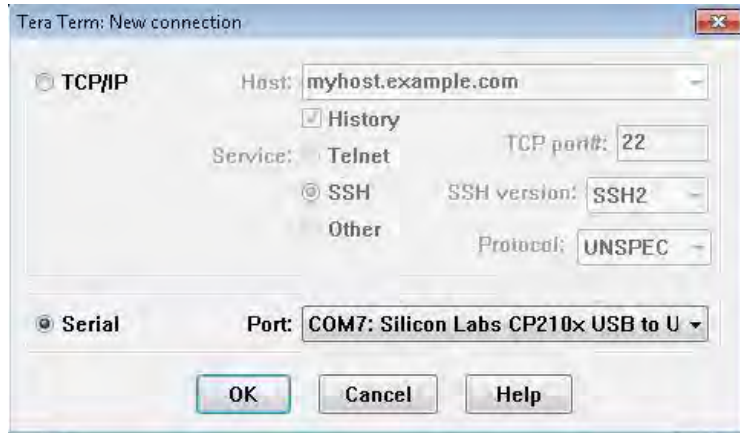 Tera Term: New connection
TCP/IP
Host: myhost.example.com
History
Service: Telnet
TCP port#: 22
SSH
SSH version: SSH2
Other
Protocol: UNSPEC
Serial
Port: COM7: Silicon Labs CP210x USB to U
OK Cancel Help